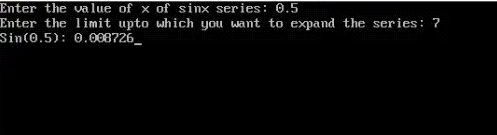 Enter the value of x of sinx series: 0.5
Enter the limit upto which you want to expand the series: 7
Sin(0.5): 0.008726_